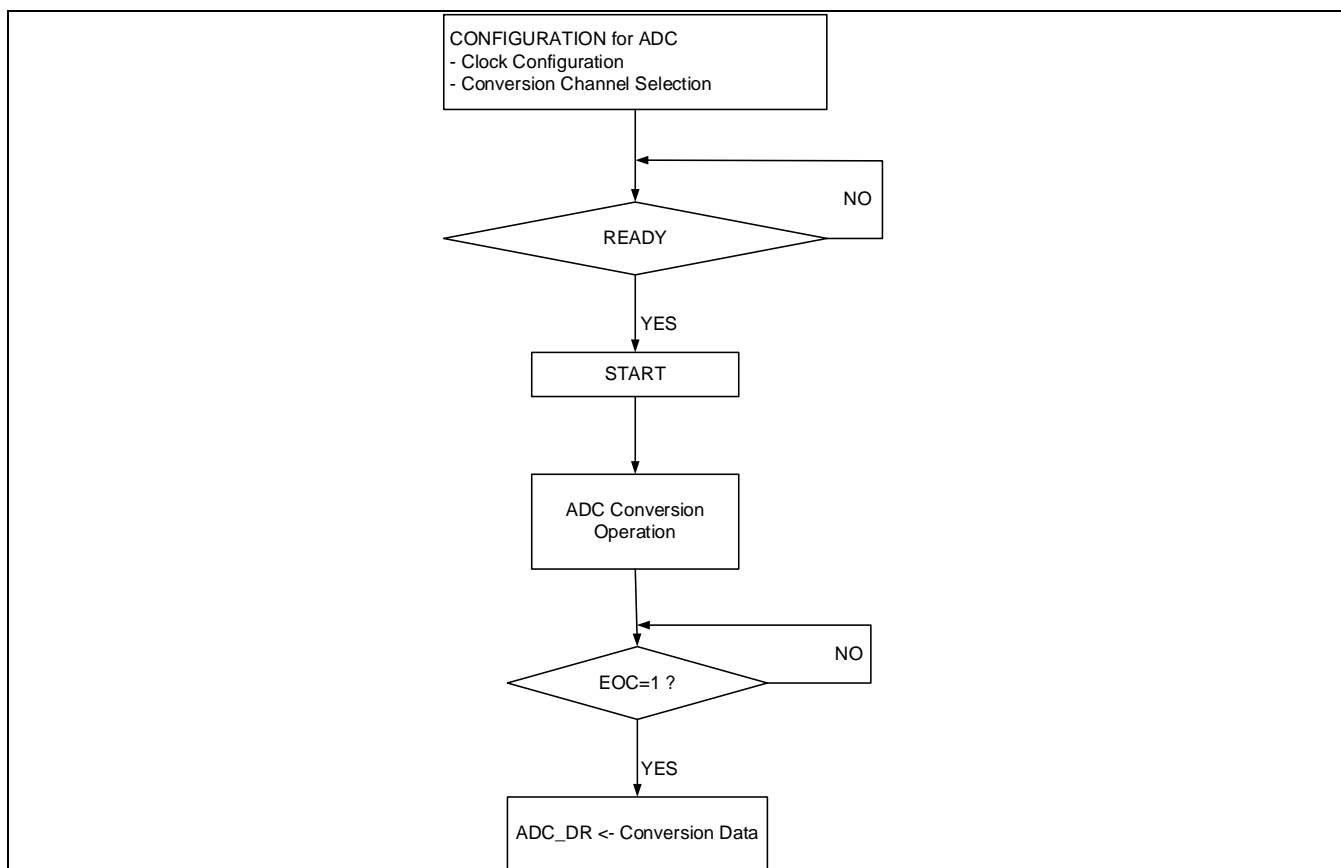 CONFIGURATION for ADC
- Clock Configuration
- Conversion Channel Selection
NO
READY
YES
START
ADC Conversion
Operation
NO
EOC=1 ?
YES
ADC_DR <- Conversion Data